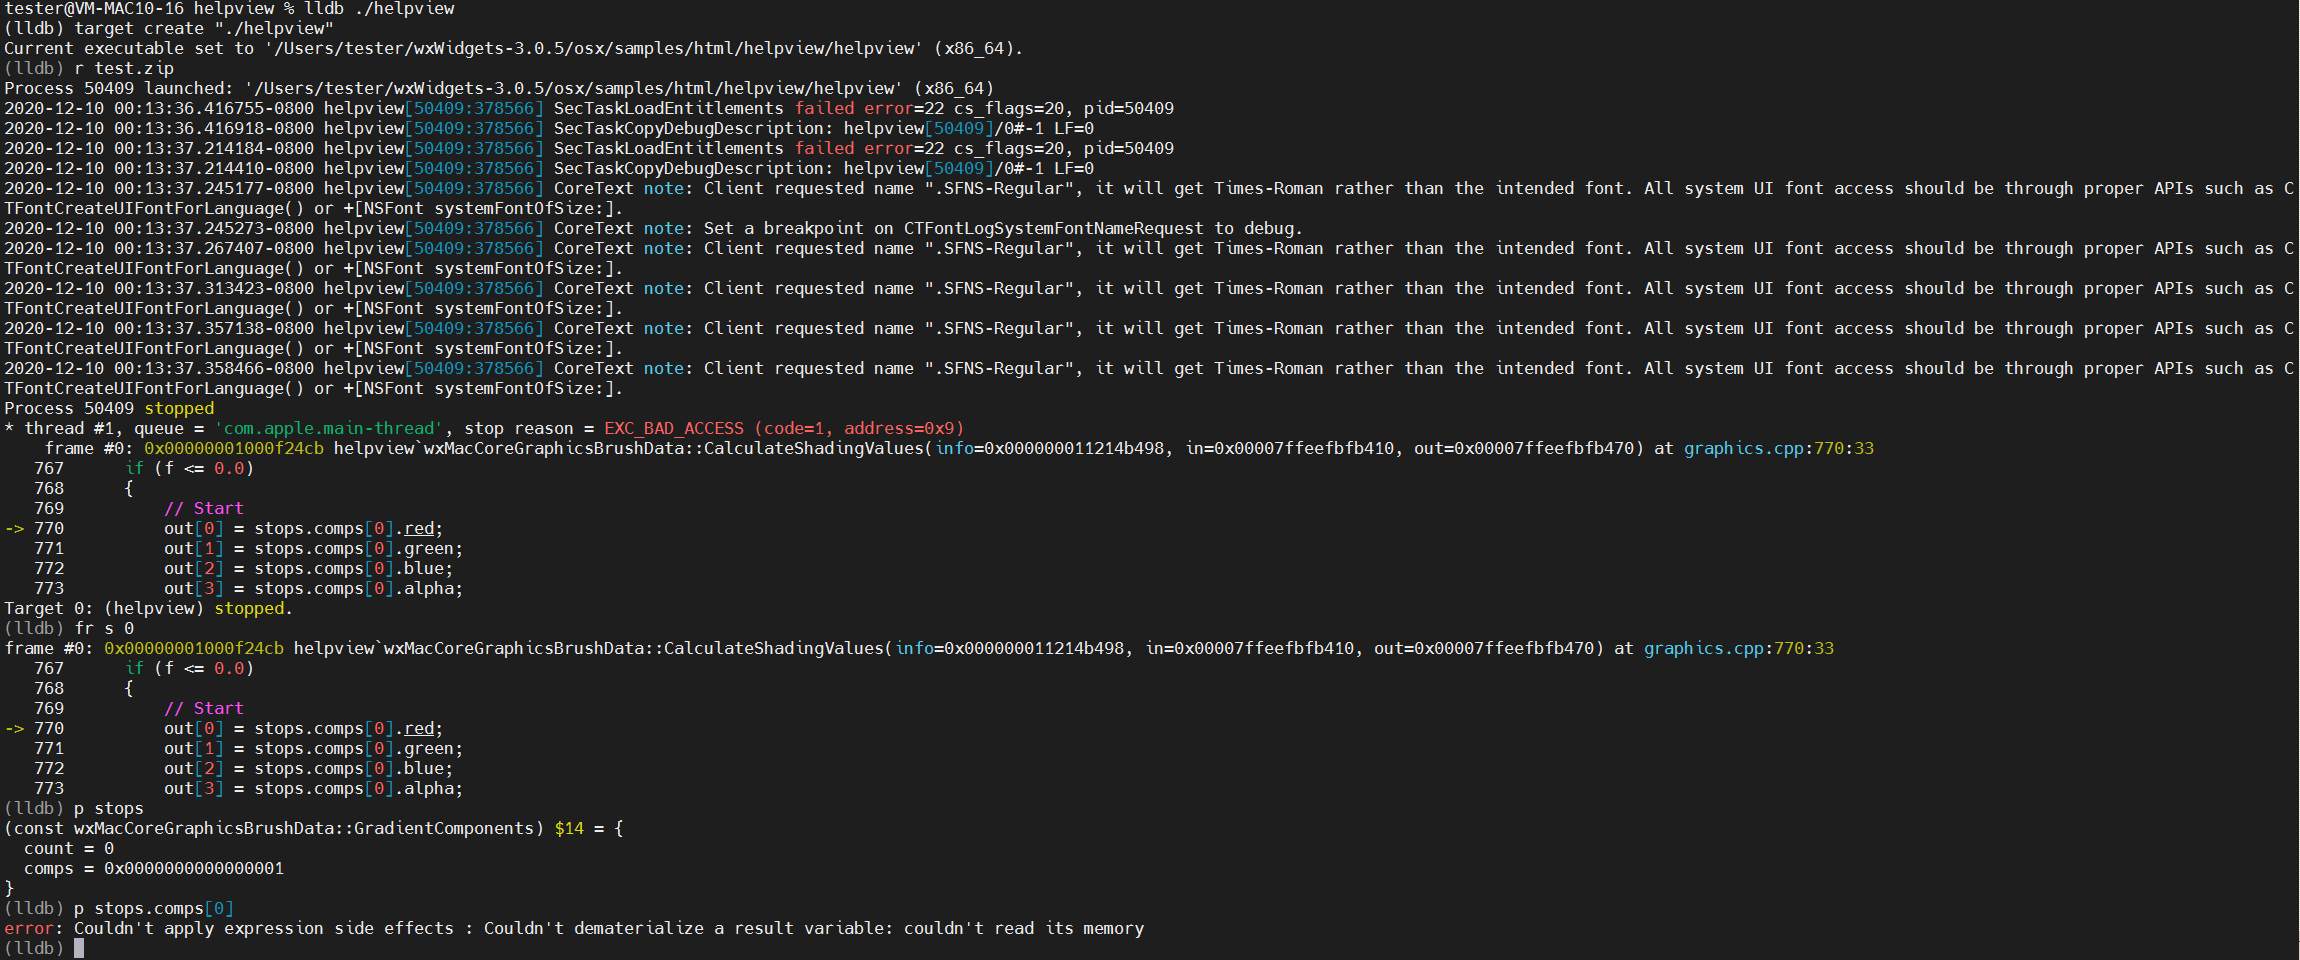 tester@VM-MAC10-16 helpview % lldb ./helpview
(lldb) target create "./helpview"
Current executable set to '/Users/tester/wxWidgets-3.0.5/osx/samples/html/helpview/helpview' (x86_64).
(lldb) r test.zip
Process 50409 launched: '/Users/tester/wxWidgets-3.0.5/osx/samples/html/helpview/helpview' (x86_64)
2020-12-10 00:13:36.416755-0800 helpview[50409:378566] SecTaskLoadEntitlements failed error=22 cs_flags=20, pid=50409
2020-12-10 00:13:36.416918-0800 helpview[50409:378566] SecTaskCopyDebugDescription: helpview[50409]/0#-1 LF=0
2020-12-10 00:13:37.214184-0800 helpview[50409:378566] SecTaskLoadEntitlements failed error=22 cs_flags=20, pid=50409
2020-12-10 00:13:37.214410-0800 helpview[50409:378566] SecTaskCopyDebugDescription: helpview[50409]/0#-1 LF=0
2020-12-10 00:13:37.245177-0800 helpview[50409:378566] CoreText note: Client requested name ".SFNS-Regular", it will get Times-Roman rather than the intended font. All system UI font access should be through proper APIs such as C
TFontCreateUIFontForLanguage() or +[NSFont systemFontOfSize:].
2020-12-10 00:13:37.245273-0800 helpview[50409:378566] CoreText note: Set a breakpoint on CTFontLogSystemFontNameRequest to debug.
2020-12-10 00:13:37.267407-0800 helpview[50409:378566] CoreText note: Client requested name ".SFNS-Regular", it will get Times-Roman rather than the intended font. All system UI font access should be through proper APIs such as C
TFontCreateUIFontForLanguage() or +[NSFont systemFontOfSize:].
2020-12-10 00:13:37.313423-0800 helpview[50409:378566] CoreText note: Client requested name ".SFNS-Regular", it will get Times-Roman rather than the intended font. All system UI font access should be through proper APIs such as C
TFontCreateUIFontForLanguage() or +[NSFont systemFontOfSize:].
2020-12-10 00:13:37.357138-0800 helpview[50409:378566] CoreText note: Client requested name ".SFNS-Regular", it will get Times-Roman rather than the intended font. All system UI font access should be through proper APIs such as C
TFontCreateUIFontForLanguage() or +[NSFont systemFontOfSize:].
2020-12-10 00:13:37.358466-0800 helpview[50409:378566] CoreText note: Client requested name ".SFNS-Regular", it will get Times-Roman rather than the intended font. All system UI font access should be through proper APIs such as C
TFontCreateUIFontForLanguage() or +[NSFont systemFontOfSize:].
Process 50409 stopped
* thread #1, queue = 'com.apple.main-thread', stop reason = EXC_BAD_ACCESS (code=1, address=0x9)
    frame #0: 0x00000001000f24cb helpview`wxMacCoreGraphicsBrushData::CalculateShadingValues(info=0x000000011214b498, in=0x00007ffeefbfb410, out=0x00007ffeefbfb470) at graphics.cpp:770:33
   767      if (f <= 0.0)
   768      {
   769          // Start
-> 770          out[0] = stops.comps[0].red;
   771          out[1] = stops.comps[0].green;
   772          out[2] = stops.comps[0].blue;
   773          out[3] = stops.comps[0].alpha;
Target 0: (helpview) stopped.
(lldb) fr s 0
frame #0: 0x00000001000f24cb helpview`wxMacCoreGraphicsBrushData::CalculateShadingValues(info=0x000000011214b498, in=0x00007ffeefbfb410, out=0x00007ffeefbfb470) at graphics.cpp:770:33
   767      if (f <= 0.0)
   768      {
   769          // Start
-> 770          out[0] = stops.comps[0].red;
   771          out[1] = stops.comps[0].green;
   772          out[2] = stops.comps[0].blue;
   773          out[3] = stops.comps[0].alpha;
(lldb) p stops
(const wxMacCoreGraphicsBrushData::GradientComponents) $14 = {
  count = 0
  comps = 0x0000000000000001
}
(lldb) p stops.comps[0]
error: Couldn't apply expression side effects : Couldn't dematerialize a result variable: couldn't read its memory
(lldb)